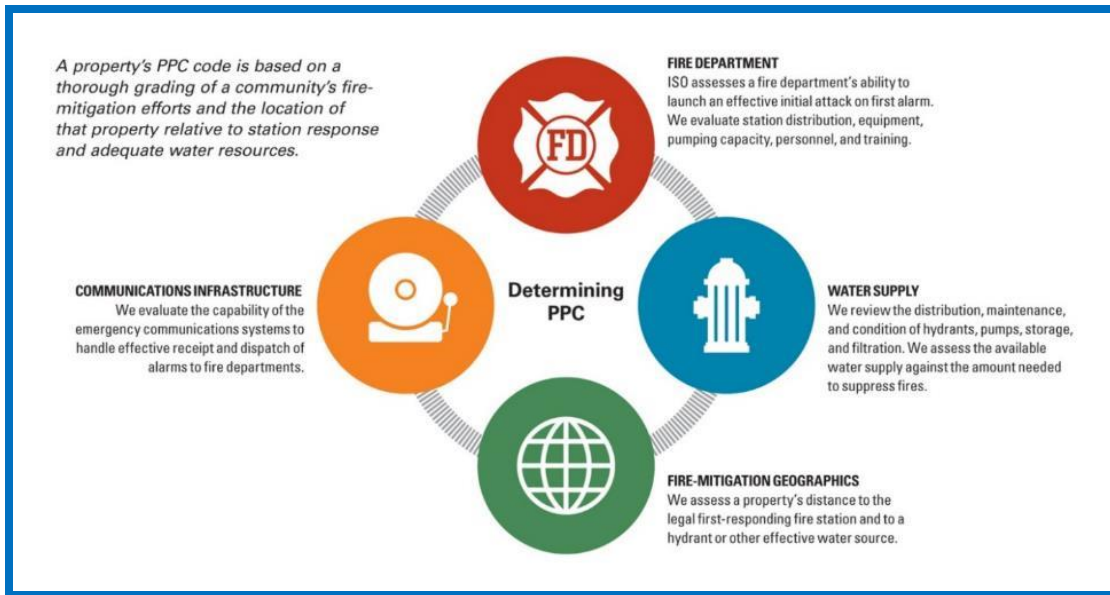 A property's PPC code is based on a
thorough grading of a community's fire-
mitigation efforts and the location of
that property relative to station response
and adequate water resources.
FIRE DEPARTMENT
ISO assesses a fire department's ability to
launch an effective initial attack on first alarm.
We evaluate station distribution, equipment,
pumping capacity, personnel, and training.
FD
COMMUNICATIONS INFRASTRUCTURE
We evaluate the capability of the
emergency communications systems to
handle effective receipt and dispatch of
alarms to fire departments.
Determining
PPC
WATER SUPPLY
We review the distribution, maintenance,
and condition of hydrants, pumps, storage,
and filtration. We assess the available
water supply against the amount needed
to suppress fires.
FIRE-MITIGATION GEOGRAPHICS
We assess a property's distance to the
legal first-responding fire station and to a
hydrant or other effective water source.